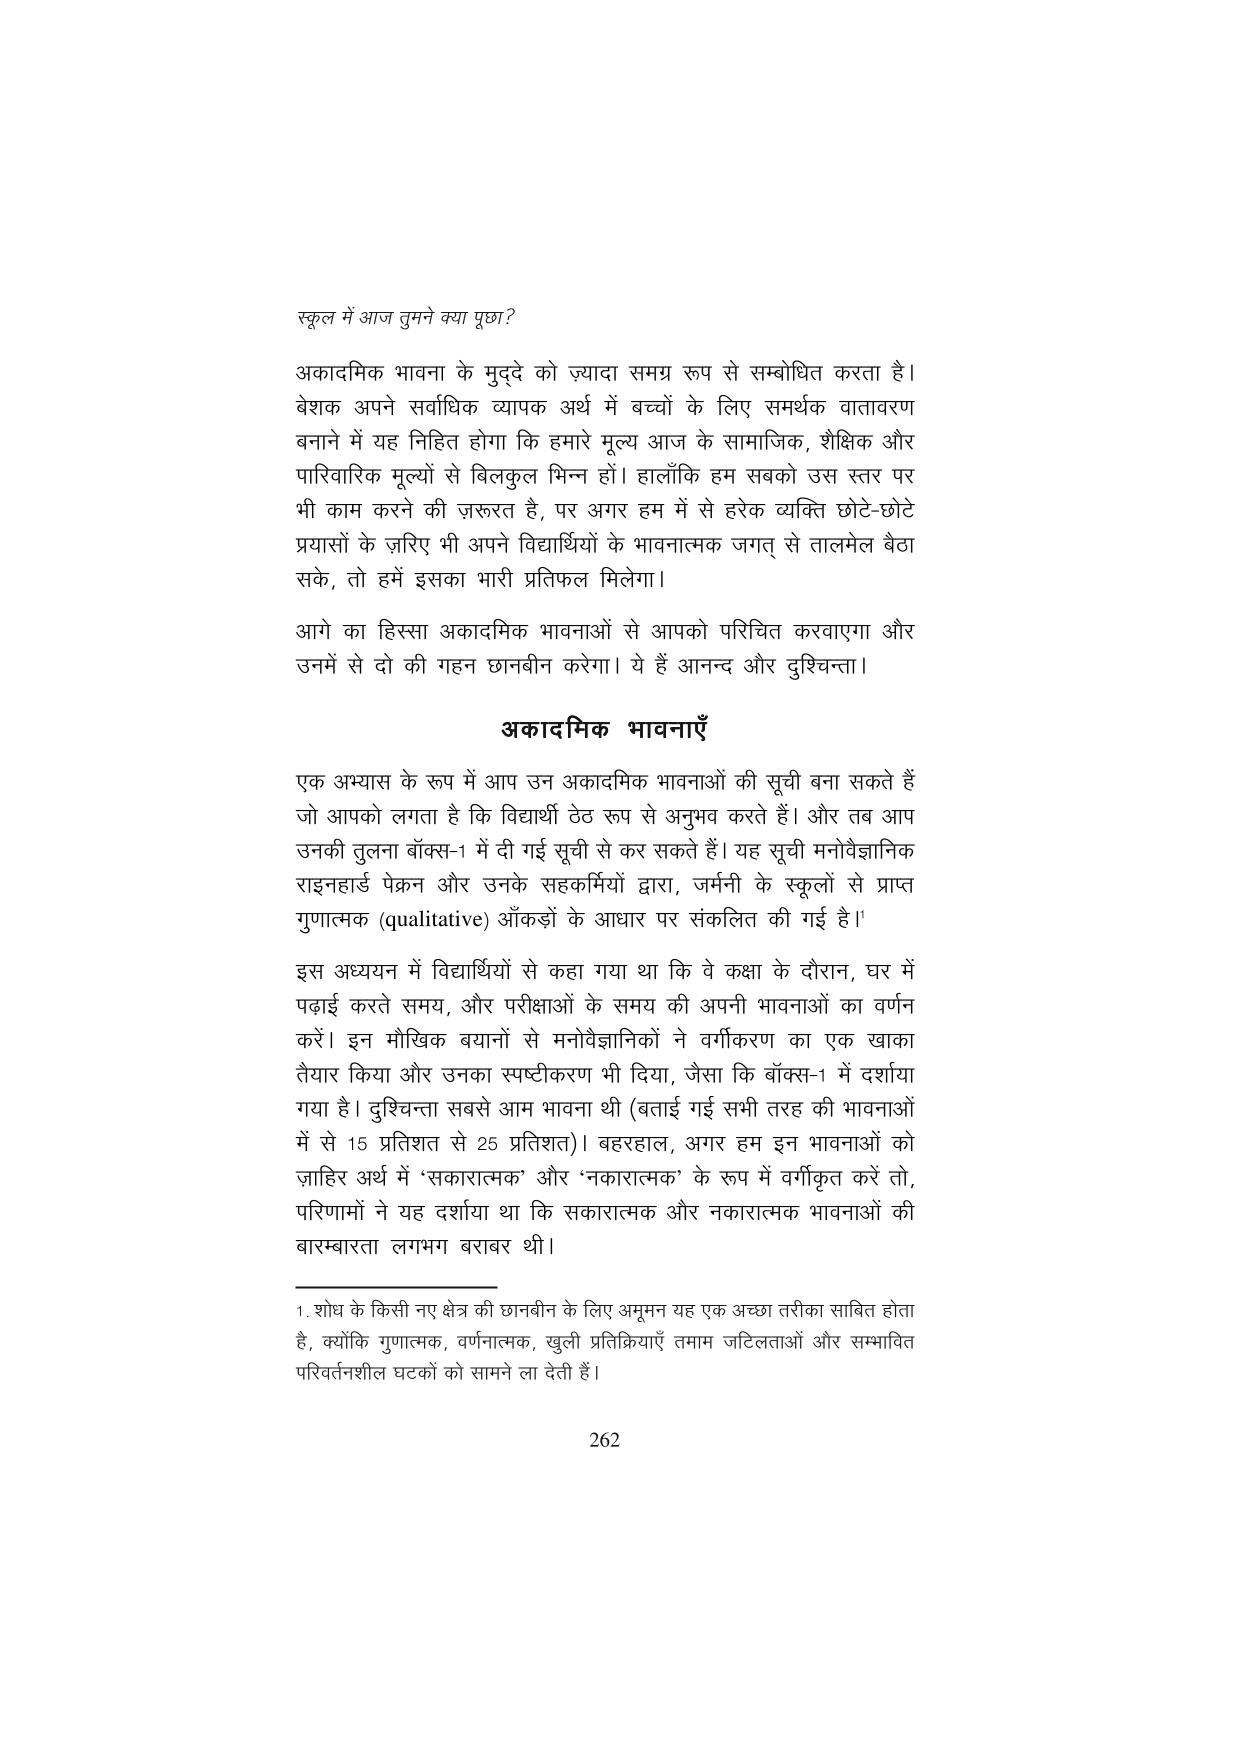 स्कूल में आज तुमने क्या पूछा?
अकादमिक भावना के मुद्दे को ज़्यादा समग्र रूप से सम्बोधित करता है।
बेशक अपने सर्वाधिक व्यापक अर्थ में बच्चों के लिए समर्थक वातावरण
बनाने में यह निहित होगा कि हमारे मूल्य आज के सामाजिक, शैक्षिक और
पारिवारिक मूल्यों से बिलकुल भिन्न हों। हालाँकि हम सबको उस स्तर पर
भी काम करने की ज़रूरत है, पर अगर हम में से हरेक व्यक्ति छोटे-छोटे
प्रयासों के ज़रिए भी अपने विद्यार्थियों के भावनात्मक जगत् से तालमेल बैठा
सके, तो हमें इसका भारी प्रतिफल मिलेगा।
आगे का हिस्सा अकादमिक भावनाओं से आपको परिचित करवाएगा और
उनमें से दो की गहन छानबीन करेगा। ये हैं आनन्द और दुश्चिन्ता।
अकादमिक भावनाएँ
एक अभ्यास के रूप में आप उन अकादमिक भावनाओं की सूची बना सकते हैं
जो आपको लगता है कि विद्यार्थी ठेठ रूप से अनुभव करते हैं। और तब आप
उनकी तुलना बॉक्स-1 में दी गई सूची से कर सकते हैं। यह सूची मनोवैज्ञानिक
राइनहार्ड पेक्रन और उनके सहकर्मियों द्वारा, जर्मनी के स्कूलों से प्राप्त
गुणात्मक (qualitative) आँकड़ों के आधार पर संकलित की गई है।¹
इस अध्ययन में विद्यार्थियों से कहा गया था कि वे कक्षा के दौरान, घर में
पढ़ाई करते समय, और परीक्षाओं के समय की अपनी भावनाओं का वर्णन
करें। इन मौखिक बयानों से मनोवैज्ञानिकों ने वर्गीकरण का एक खाका
तैयार किया और उनका स्पष्टीकरण भी दिया, जैसा कि बॉक्स-1 में दर्शाया
गया है। दुश्चिन्ता सबसे आम भावना थी (बताई गई सभी तरह की भावनाओं
में से 15 प्रतिशत से 25 प्रतिशत)। बहरहाल, अगर हम इन भावनाओं को
ज़ाहिर अर्थ में ‘सकारात्मक’ और ‘नकारात्मक’ के रूप में वर्गीकृत करें तो,
परिणामों ने यह दर्शाया था कि सकारात्मक और नकारात्मक भावनाओं की
बारम्बारता लगभग बराबर थी।
1. शोध के किसी नए क्षेत्र की छानबीन के लिए अमूमन यह एक अच्छा तरीका साबित होता
है, क्योंकि गुणात्मक, वर्णनात्मक, खुली प्रतिक्रियाएँ तमाम जटिलताओं और सम्भावित
परिवर्तनशील घटकों को सामने ला देती हैं।
262